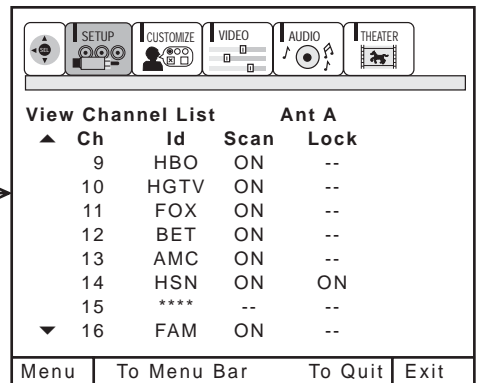 SEL SETUP CUSTOMIZE VIDEO AUDIO THEATER
View Channel List Ant A
Ch Id Scan Lock
9 HBO ON --
10 HGTV ON --
11 FOX ON --
12 BET ON --
13 AMC ON --
14 HSN ON ON
15 **** -- --
16 FAM ON --
Menu To Menu Bar To Quit Exit